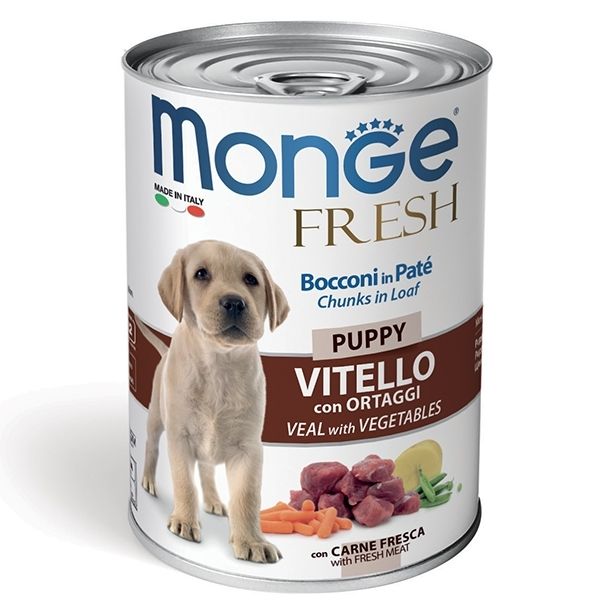 MONGE®
MADE IN ITALY
FRESH
Bocconi in Paté
Chunks in Loaf
PUPPY
VITELLO
con ORTAGGI
VEAL with VEGETABLES
con CARNE FRESCA
with FRESH MEAT